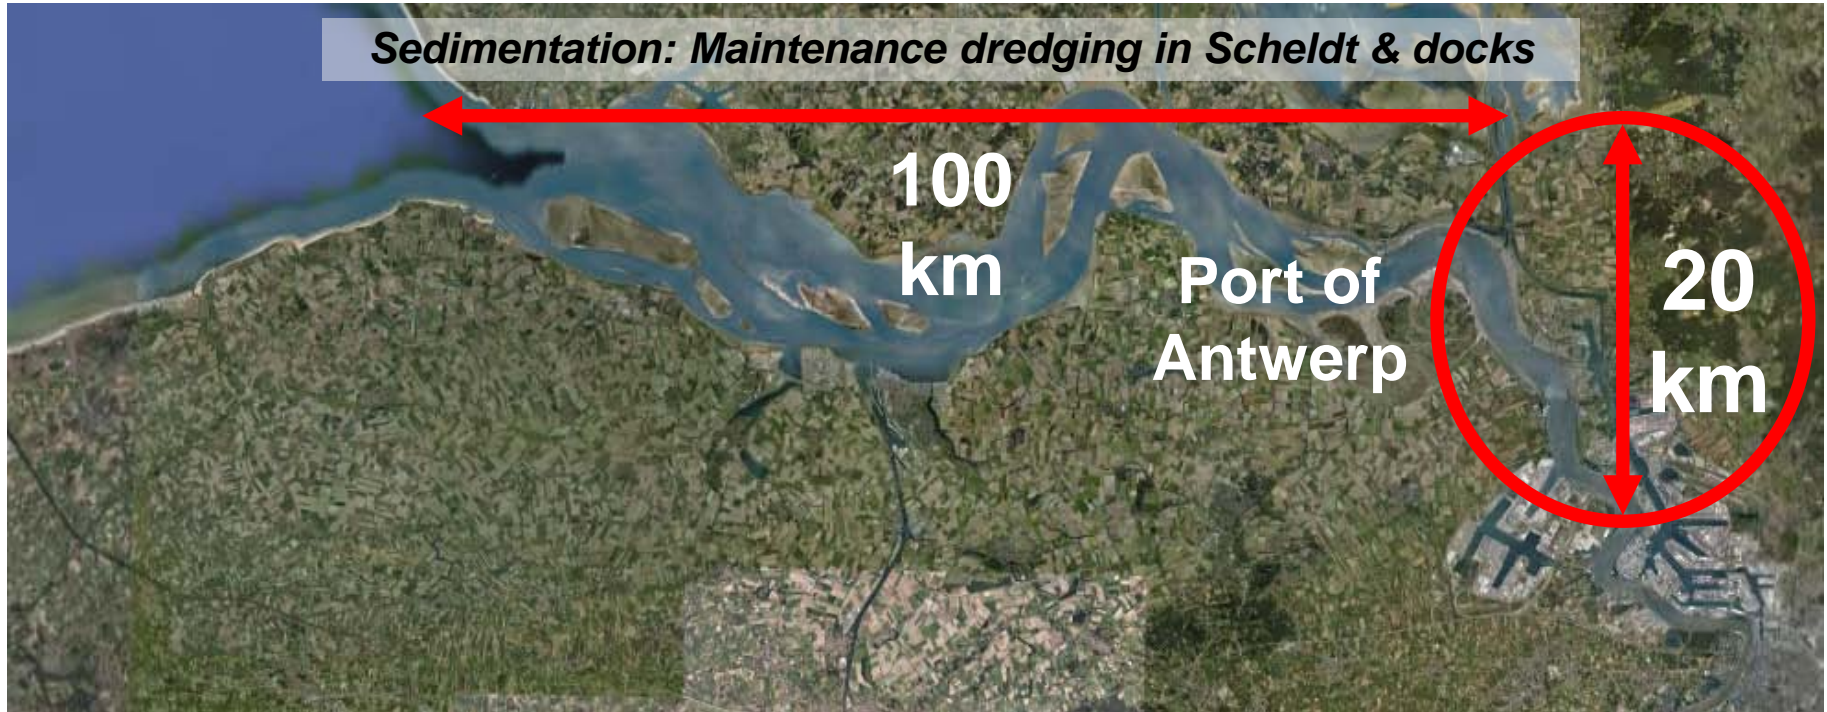 Sedimentation: Maintenance dredging in Scheldt & docks
100
km
Port of
Antwerp
20
km